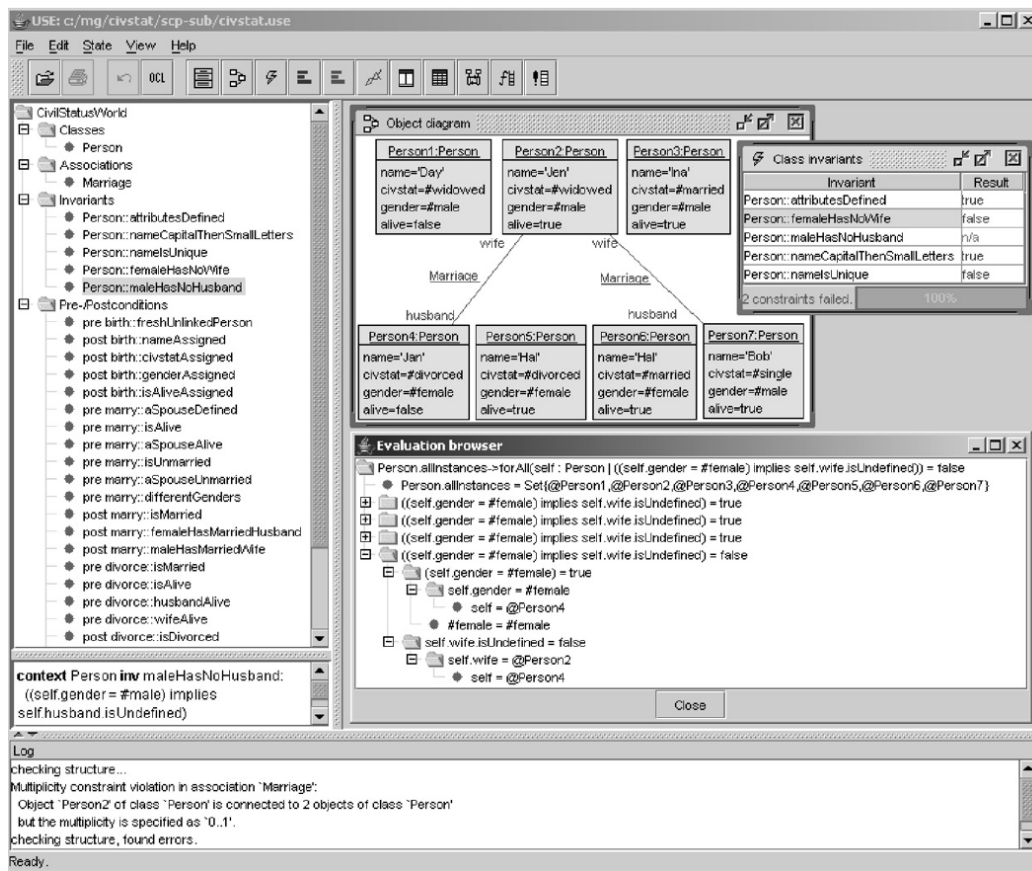 USE: c:/mg/civstat/scp-sub/civstat.use
File Edit State View Help
OCL
CivilStatusWorld
Classes
Person
Associations
Marriage
Invariants
Person::attributesDefined
Person::nameCapitalThenSmallLetters
Person::nameIsUnique
Person::femaleHasNoWife
Person::maleHasNoHusband
Pre-/Postconditions
pre birth::freshUnlinkedPerson
post birth::nameAssigned
post birth::civstatAssigned
post birth::genderAssigned
post birth::isAliveAssigned
pre marry::aSpouseDefined
pre marry::isAlive
pre marry::aSpouseAlive
pre marry::isUnmarried
pre marry::aSpouseUnmarried
pre marry::differentGenders
post marry::isMarried
post marry::femaleHasMarriedHusband
post marry::maleHasMarriedWife
pre divorce::isMarried
pre divorce::isAlive
pre divorce::husbandAlive
pre divorce::wifeAlive
post divorce::isDivorced
context Person inv maleHasNoHusband:
((self.gender = #male) implies
self.husband.isUndefined)
Object diagram
Person1:Person
name='Day'
civstat=#widowed
gender=#male
alive=false
Person2:Person
name='Jen'
civstat=#widowed
gender=#male
alive=true
Person3:Person
name='Ina'
civstat=#married
gender=#male
alive=true
wife
wife
Marriage
Marriage
husband
husband
Person4:Person
name='Jan'
civstat=#divorced
gender=#female
alive=false
Person5:Person
name='Hal'
civstat=#divorced
gender=#female
alive=true
Person6:Person
name='Hal'
civstat=#married
gender=#female
alive=true
Person7:Person
name='Bob'
civstat=#single
gender=#male
alive=true
Class invariants
Invariant Result
Person::attributesDefined true
Person::femaleHasNoWife false
Person::maleHasNoHusband n/a
Person::nameCapitalThenSmallLetters true
Person::nameIsUnique false
2 constraints failed. 100%
Evaluation browser
Person.allInstances->forAll(self : Person | ((self.gender = #female) implies self.wife.isUndefined)) = false
Person.allInstances = Set{@Person1,@Person2,@Person3,@Person4,@Person5,@Person6,@Person7}
((self.gender = #female) implies self.wife.isUndefined) = true
((self.gender = #female) implies self.wife.isUndefined) = true
((self.gender = #female) implies self.wife.isUndefined) = true
((self.gender = #female) implies self.wife.isUndefined) = false
(self.gender = #female) = true
self.gender = #female
self = @Person4
#female = #female
self.wife.isUndefined = false
self.wife = @Person2
self = @Person4
Close
Log
checking structure...
Multiplicity constraint violation in association `Marriage':
Object `Person2' of class `Person' is connected to 2 objects of class `Person'
but the multiplicity is specified as `0..1'.
checking structure, found errors.
Ready.